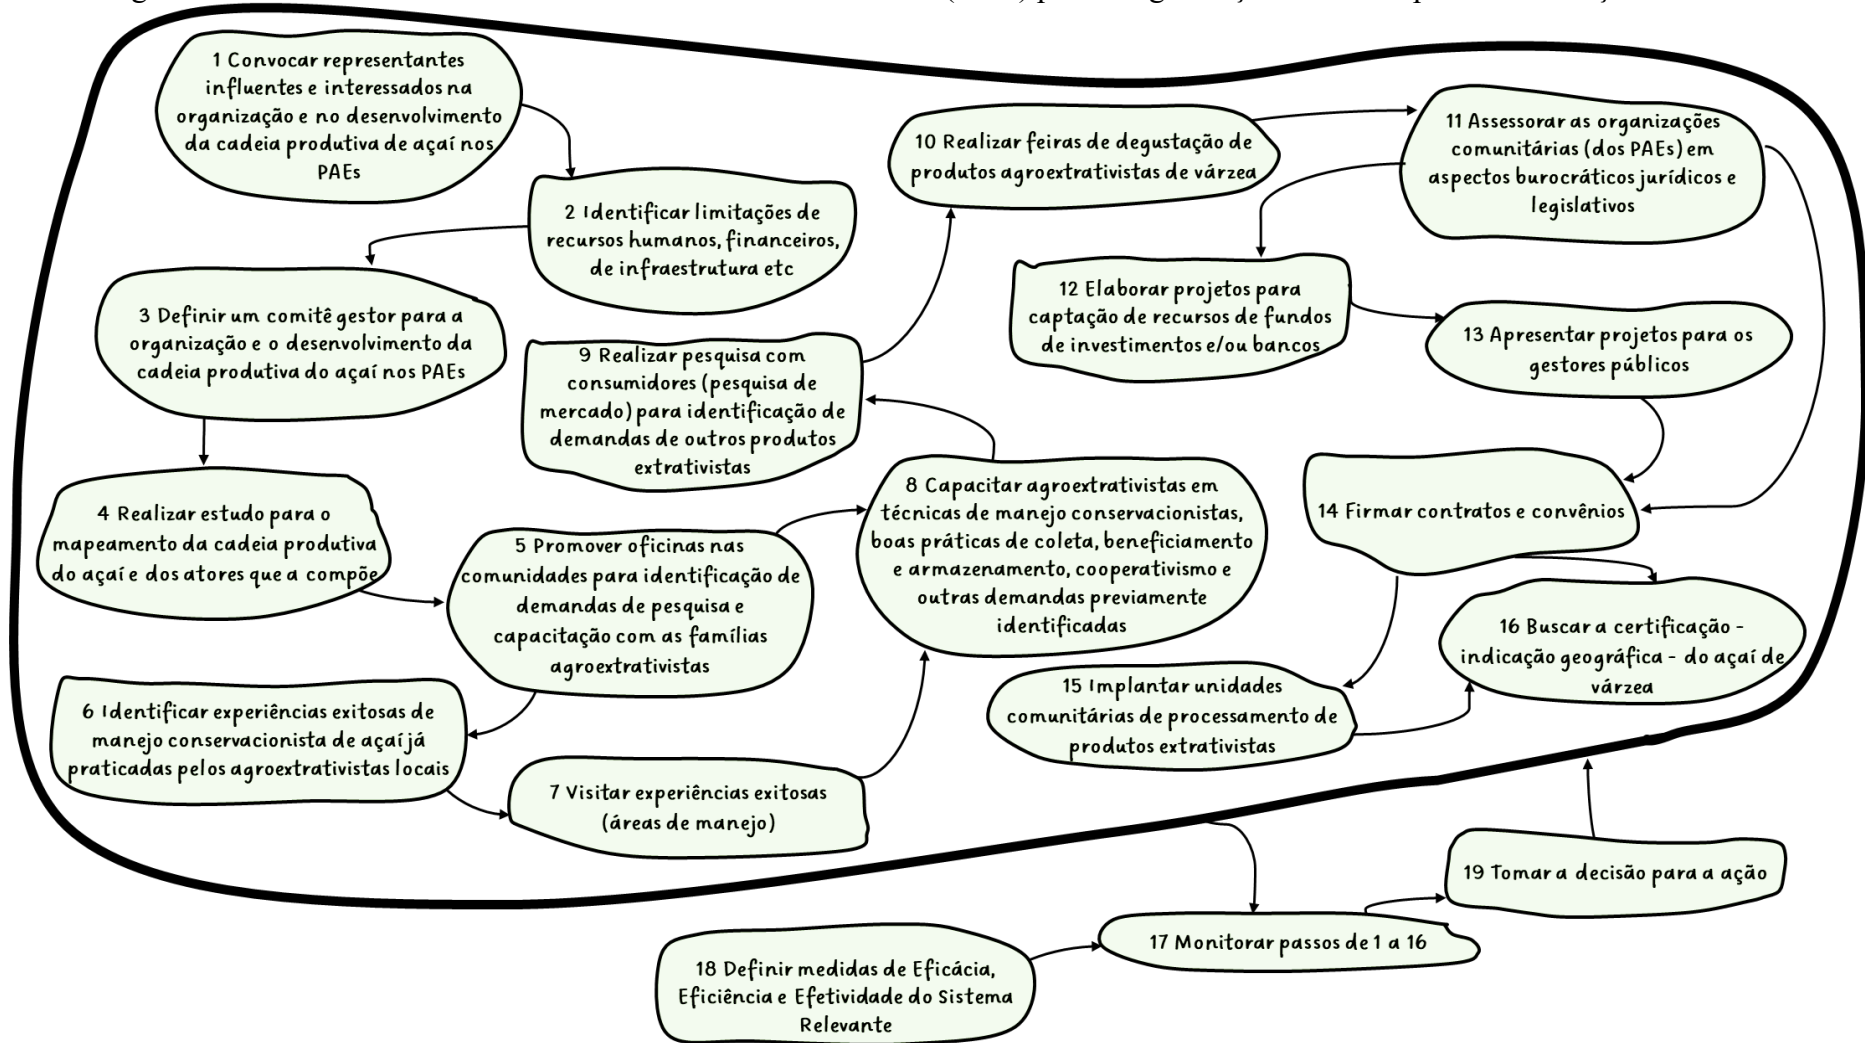 1 Convocar representantes
influentes e interessados na
organização e no desenvolvimento
da cadeia produtiva de açaí nos
PAEs
2 Identificar limitações de
recursos humanos, financeiros,
de infraestrutura etc
3 Definir um comitê gestor para a
organização e o desenvolvimento da
cadeia produtiva do açaí nos PAEs
4 Realizar estudo para o
mapeamento da cadeia produtiva
do açaí e dos atores que a compõe
5 Promover oficinas nas
comunidades para identificação de
demandas de pesquisa e
capacitação com as famílias
agroextrativistas
6 Identificar experiências exitosas de
manejo conservacionista de açaí já
praticadas pelos agroextrativistas locais
7 Visitar experiências exitosas
(áreas de manejo)
8 Capacitar agroextrativistas em
técnicas de manejo conservacionistas,
boas práticas de coleta, beneficiamento
e armazenamento, cooperativismo e
outras demandas previamente
identificadas
9 Realizar pesquisa com
consumidores (pesquisa de
mercado) para identificação de
demandas de outros produtos
extrativistas
10 Realizar feiras de degustação de
produtos agroextrativistas de várzea
11 Assessorar as organizações
comunitárias (dos PAEs) em
aspectos burocráticos jurídicos e
legislativos
12 Elaborar projetos para
captação de recursos de fundos
de investimentos e/ou bancos
13 Apresentar projetos para os
gestores públicos
14 Firmar contratos e convênios
15 Implantar unidades
comunitárias de processamento de
produtos extrativistas
16 Buscar a certificação -
indicação geográfica - do açaí de
várzea
17 Monitorar passos de 1 a 16
18 Definir medidas de Eficácia,
Eficiência e Efetividade do Sistema
Relevante
19 Tomar a decisão para a ação